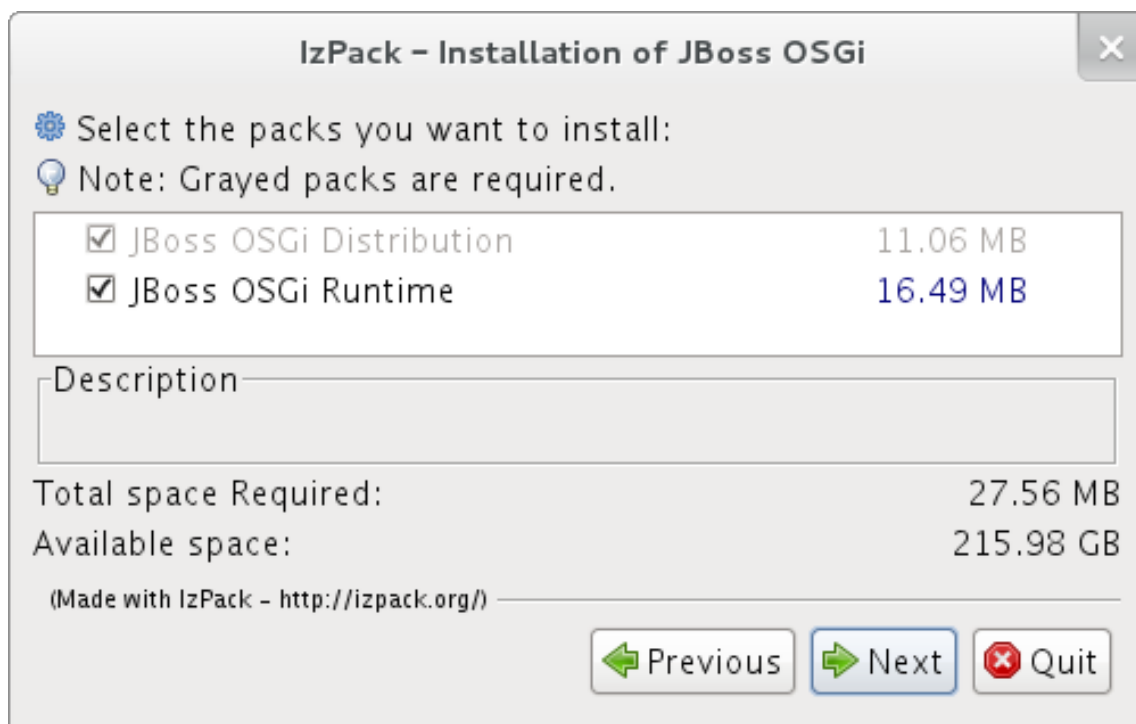 IzPack - Installation of JBoss OSGi
Select the packs you want to install:
Note: Grayed packs are required.
JBoss OSGi Distribution 11.06 MB
JBoss OSGi Runtime 16.49 MB
Description
Total space Required: 27.56 MB
Available space: 215.98 GB
(Made with IzPack - http://izpack.org/)
Previous Next Quit